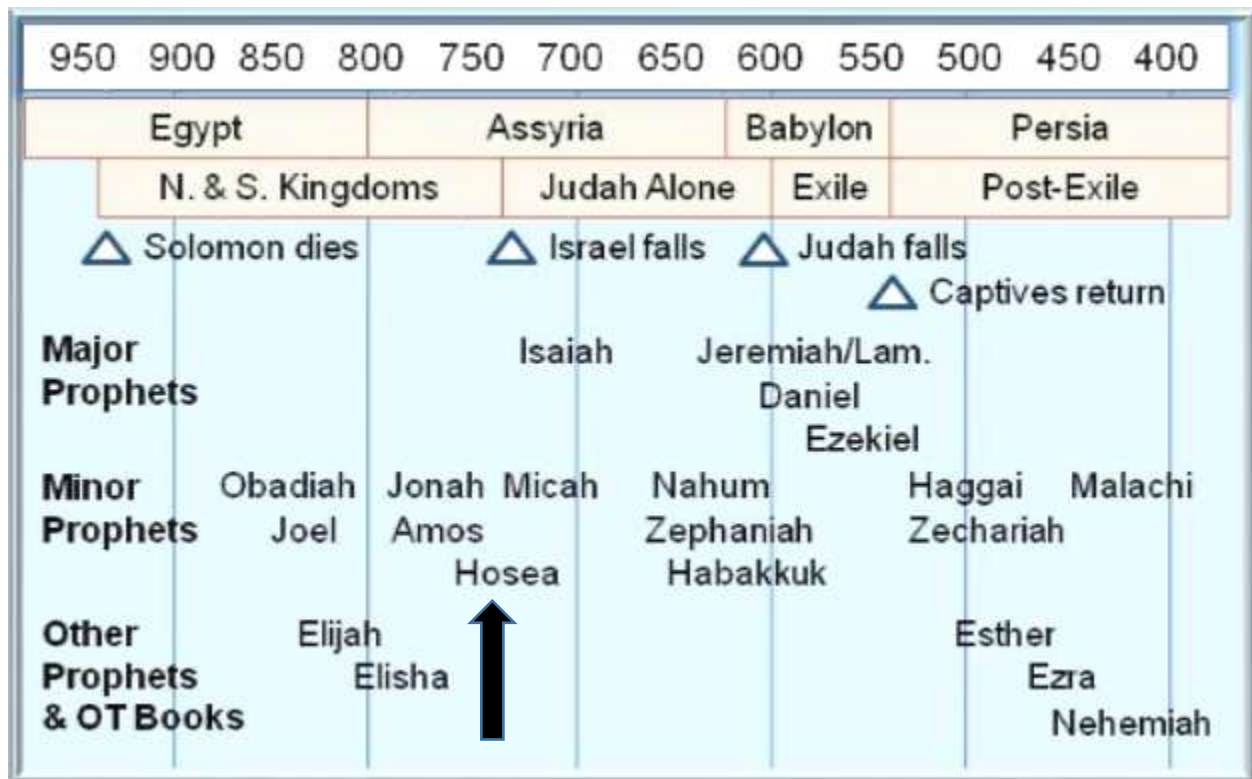 950 900 850 800 750 700 650 600 550 500 450 400
Egypt Assyria Babylon Persia
N. & S. Kingdoms Judah Alone Exile Post-Exile
Solomon dies Israel falls Judah falls
Captives return
Major Isaiah Jeremiah/Lam.
Prophets Daniel
Ezekiel
Minor Obadiah Jonah Micah Nahum Haggai Malachi
Prophets Joel Amos Zephaniah Zechariah
Hosea Habakkuk
Other Elijah Esther
Prophets Elisha Ezra
& OT Books Nehemiah